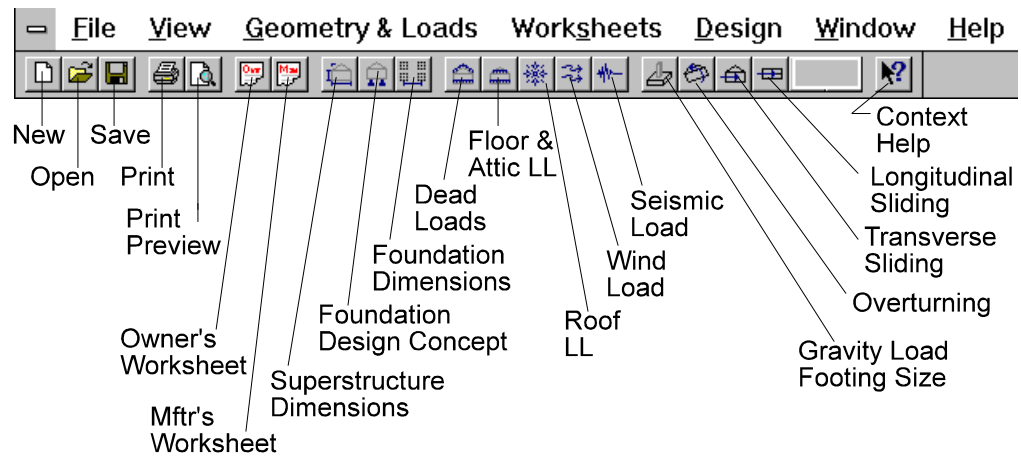 File View Geometry & Loads Worksheets Design Window Help
Ownr Mftr
New
Save
Open
Print
Print
Preview
Floor &
Attic LL
Dead
Loads
Seismic
Load
Context
Help
Longitudinal
Sliding
Foundation
Dimensions
Wind
Load
Transverse
Sliding
Foundation
Design Concept
Roof
LL
Overturning
Owner's
Worksheet
Superstructure
Dimensions
Gravity Load
Footing Size
Mftr's
Worksheet